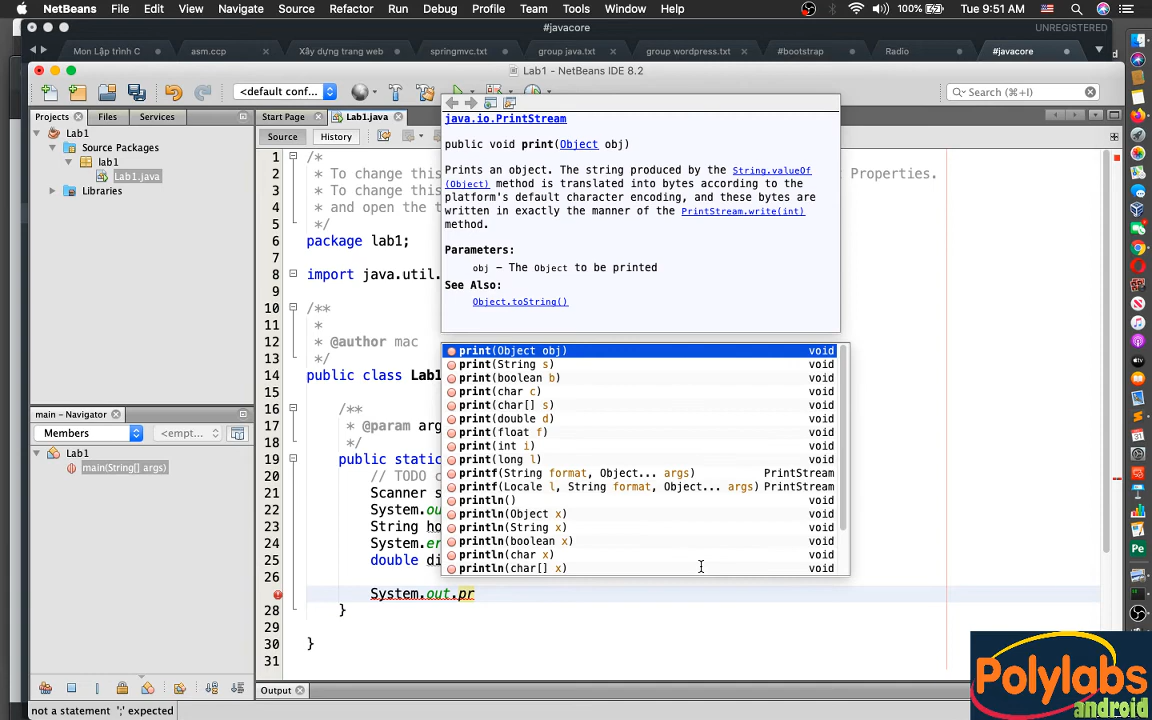 NetBeans File Edit View Navigate Source Refactor Run Debug Profile Team Tools Window Help 100% Tue 9:51 AM
#javacore UNREGISTERED
Mon Lập trình C asm.ccp Xây dựng trang web springmvc.txt group java.txt group wordpress.txt #bootstrap Radio #javacore
Lab1 - NetBeans IDE 8.2
<default conf... Search (⌘+I)
Projects Files Services Start Page Lab1.java
Source History
Lab1
Source Packages
lab1
Lab1.java
Libraries
java.io.PrintStream
public void print(Object obj)
Prints an object. The string produced by the String.valueOf
(Object) method is translated into bytes according to the
platform's default character encoding, and these bytes are
written in exactly the manner of the PrintStream.write(int)
method.
Parameters:
obj – The Object to be printed
See Also:
Object.toString()
1 /*
2 * To change this Properties.
3 * To change this
4 * and open the t
5 */
6 package lab1;
7
8 import java.util.
9
10 /**
11 *
12 * @author mac
13 */
14 public class Lab1
15
16 /**
17 * @param arg
18 */
19 public static
20 // TODO c
21 Scanner s
22 System.ou
23 String ho
24 System.er
25 double di
26
System.out.pr
28 }
29
30 }
31
print(Object obj) void
print(String s) void
print(boolean b) void
print(char c) void
print(char[] s) void
print(double d) void
print(float f) void
print(int i) void
print(long l) void
printf(String format, Object... args) PrintStream
printf(Locale l, String format, Object... args) PrintStream
println() void
println(Object x) void
println(String x) void
println(boolean x) void
println(char x) void
println(char[] x) void
main – Navigator
Members <empt...
Lab1
main(String[] args)
Output
not a statement ';' expected
Polylabs
android